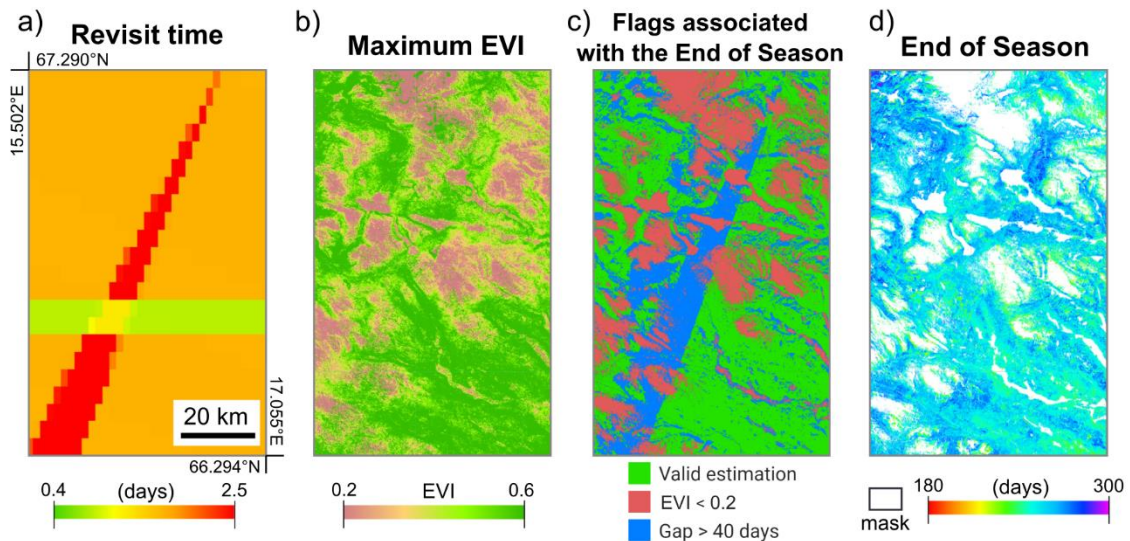 a) Revisit time
67.290°N
15.502°E
20 km
17.055°E
66.294°N
0.4 (days) 2.5
b) Maximum EVI
0.2 EVI 0.6
c) Flags associated
with the End of Season
Valid estimation
EVI < 0.2
Gap > 40 days
d) End of Season
mask
180 (days) 300